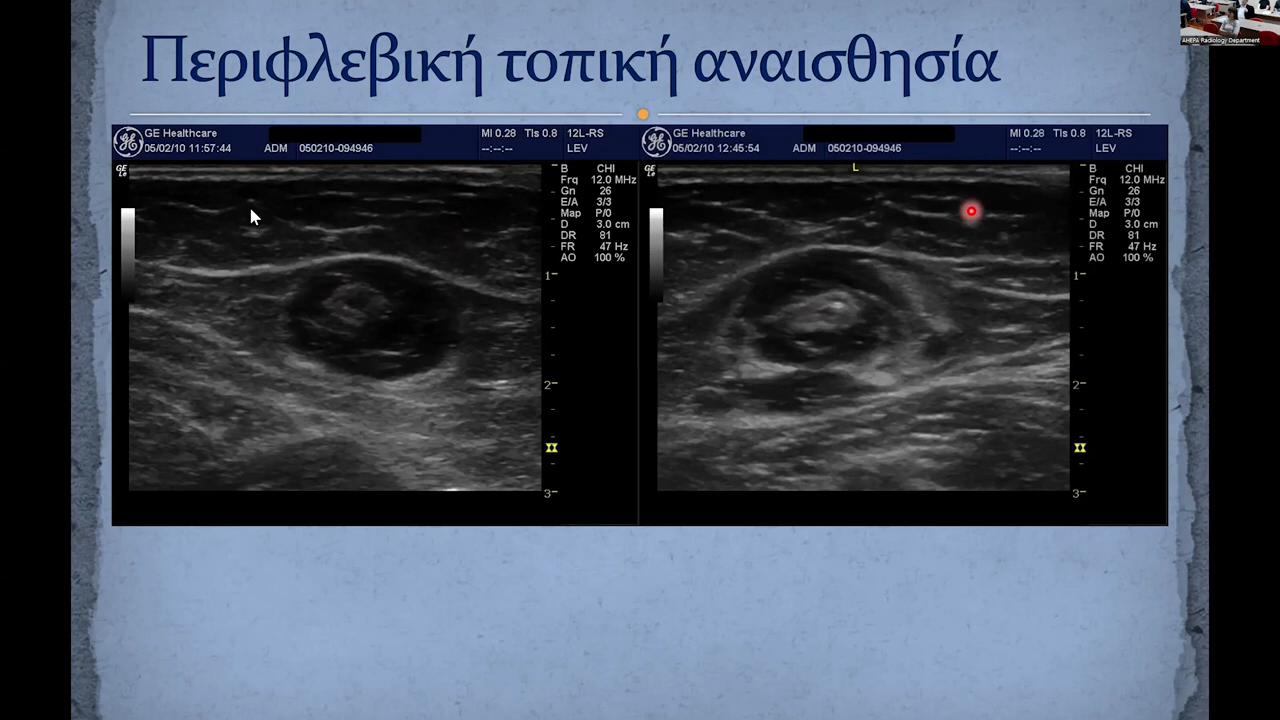 Περιφλεβική τοπική αναισθησία
AHEPA Radiology Department
GE Healthcare
05/02/10 11:57:44 ADM 050210-094946
MI 0.28 TIs 0.8 12L-RS
--:--:-- LEV
B CHI
Frq 12.0 MHz
Gn 26
E/A 3/3
Map P/0
D 3.0 cm
DR 81
FR 47 Hz
AO 100 %
1
2
3
GE Healthcare
05/02/10 12:45:54 ADM 050210-094946
MI 0.28 TIs 0.8 12L-RS
--:--:-- LEV
L
B CHI
Frq 12.0 MHz
Gn 26
E/A 3/3
Map P/0
D 3.0 cm
DR 81
FR 47 Hz
AO 100 %
1
2
3